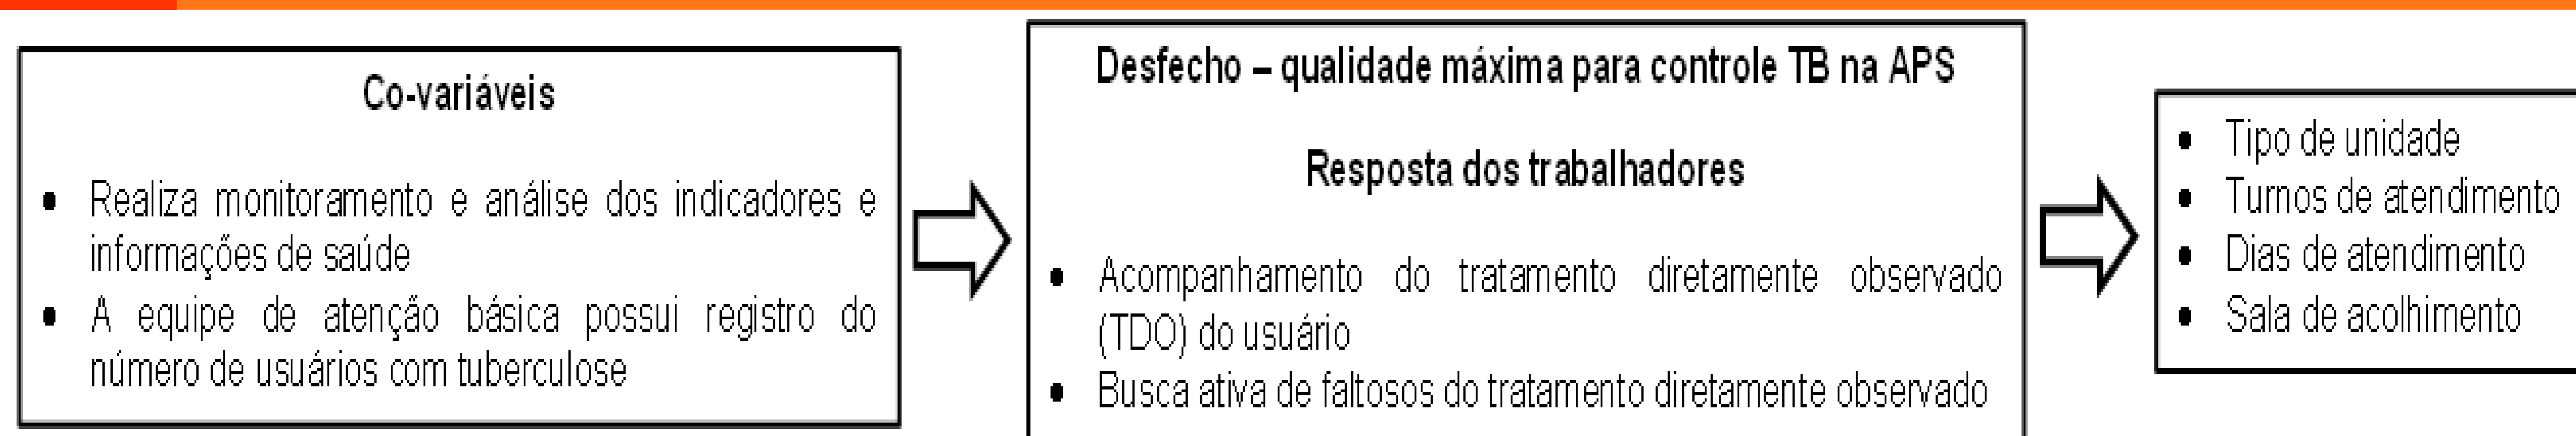 Co-variáveis
• Realiza monitoramento e análise dos indicadores e
informações de saúde
• A equipe de atenção básica possui registro do
número de usuários com tuberculose
Desfecho – qualidade máxima para controle TB na APS
Resposta dos trabalhadores
• Acompanhamento do tratamento diretamente observado
(TDO) do usuário
• Busca ativa de faltosos do tratamento diretamente observado
• Tipo de unidade
• Turnos de atendimento
• Dias de atendimento
• Sala de acolhimento